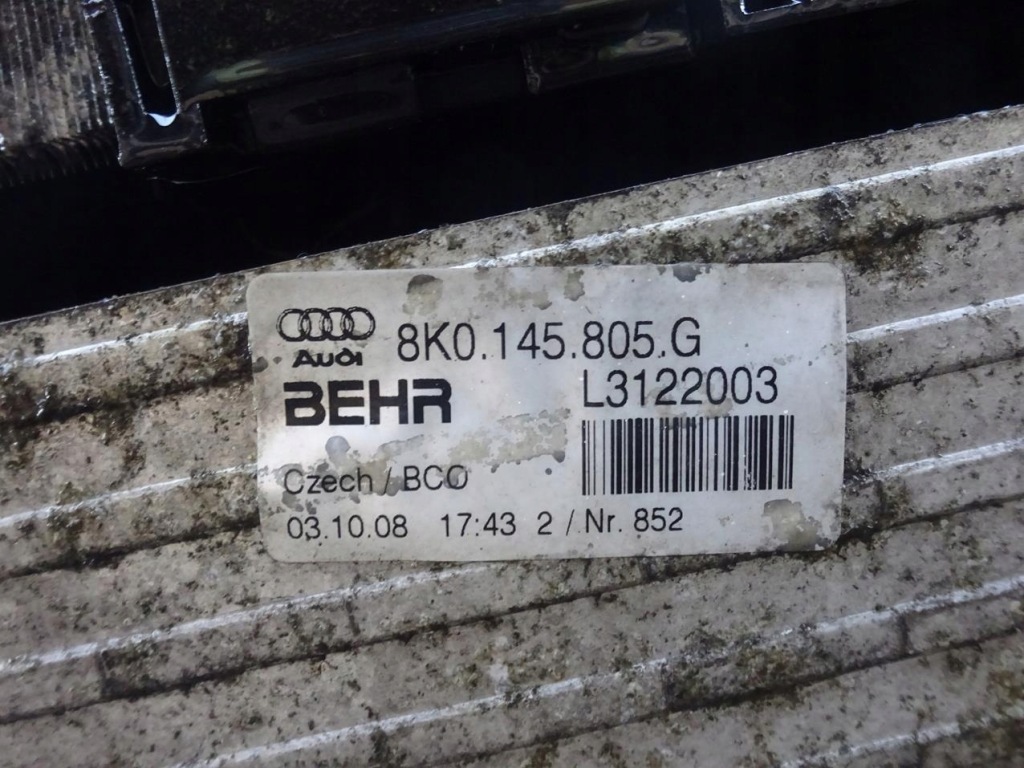 Audi 8K0.145.805.G
BEHR L3122003
Czech / BCO
03.10.08 17:43 2 / Nr. 852